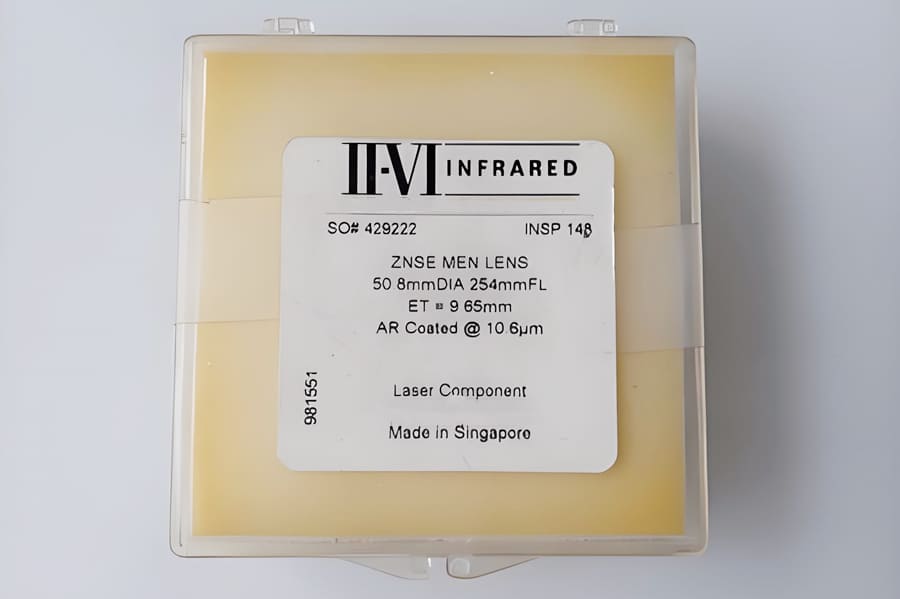 II-VI INFRARED
SO# 429222 INSP 148
ZNSE MEN LENS
50.8mmDIA 254mmFL
ET = 9.65mm
AR Coated @ 10.6µm
981551
Laser Component
Made in Singapore